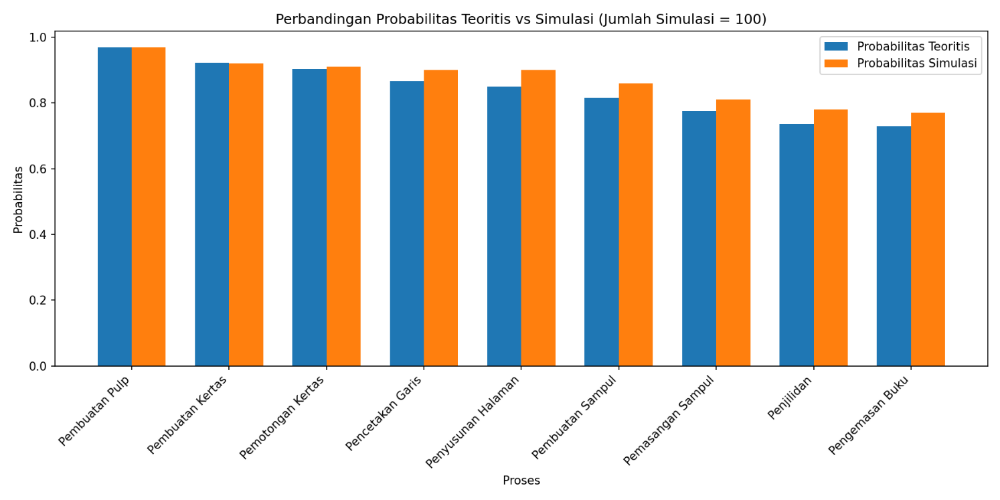 Perbandingan Probabilitas Teoritis vs Simulasi (Jumlah Simulasi = 100)
Probabilitas Teoritis
Probabilitas Simulasi
Probabilitas
1.0
0.8
0.6
0.4
0.2
0.0
Pembuatan Pulp
Pembuatan Kertas
Pemotongan Kertas
Pencetakan Garis
Penyusunan Halaman
Pembuatan Sampul
Pemasangan Sampul
Penjilidan
Pengemasan Buku
Proses